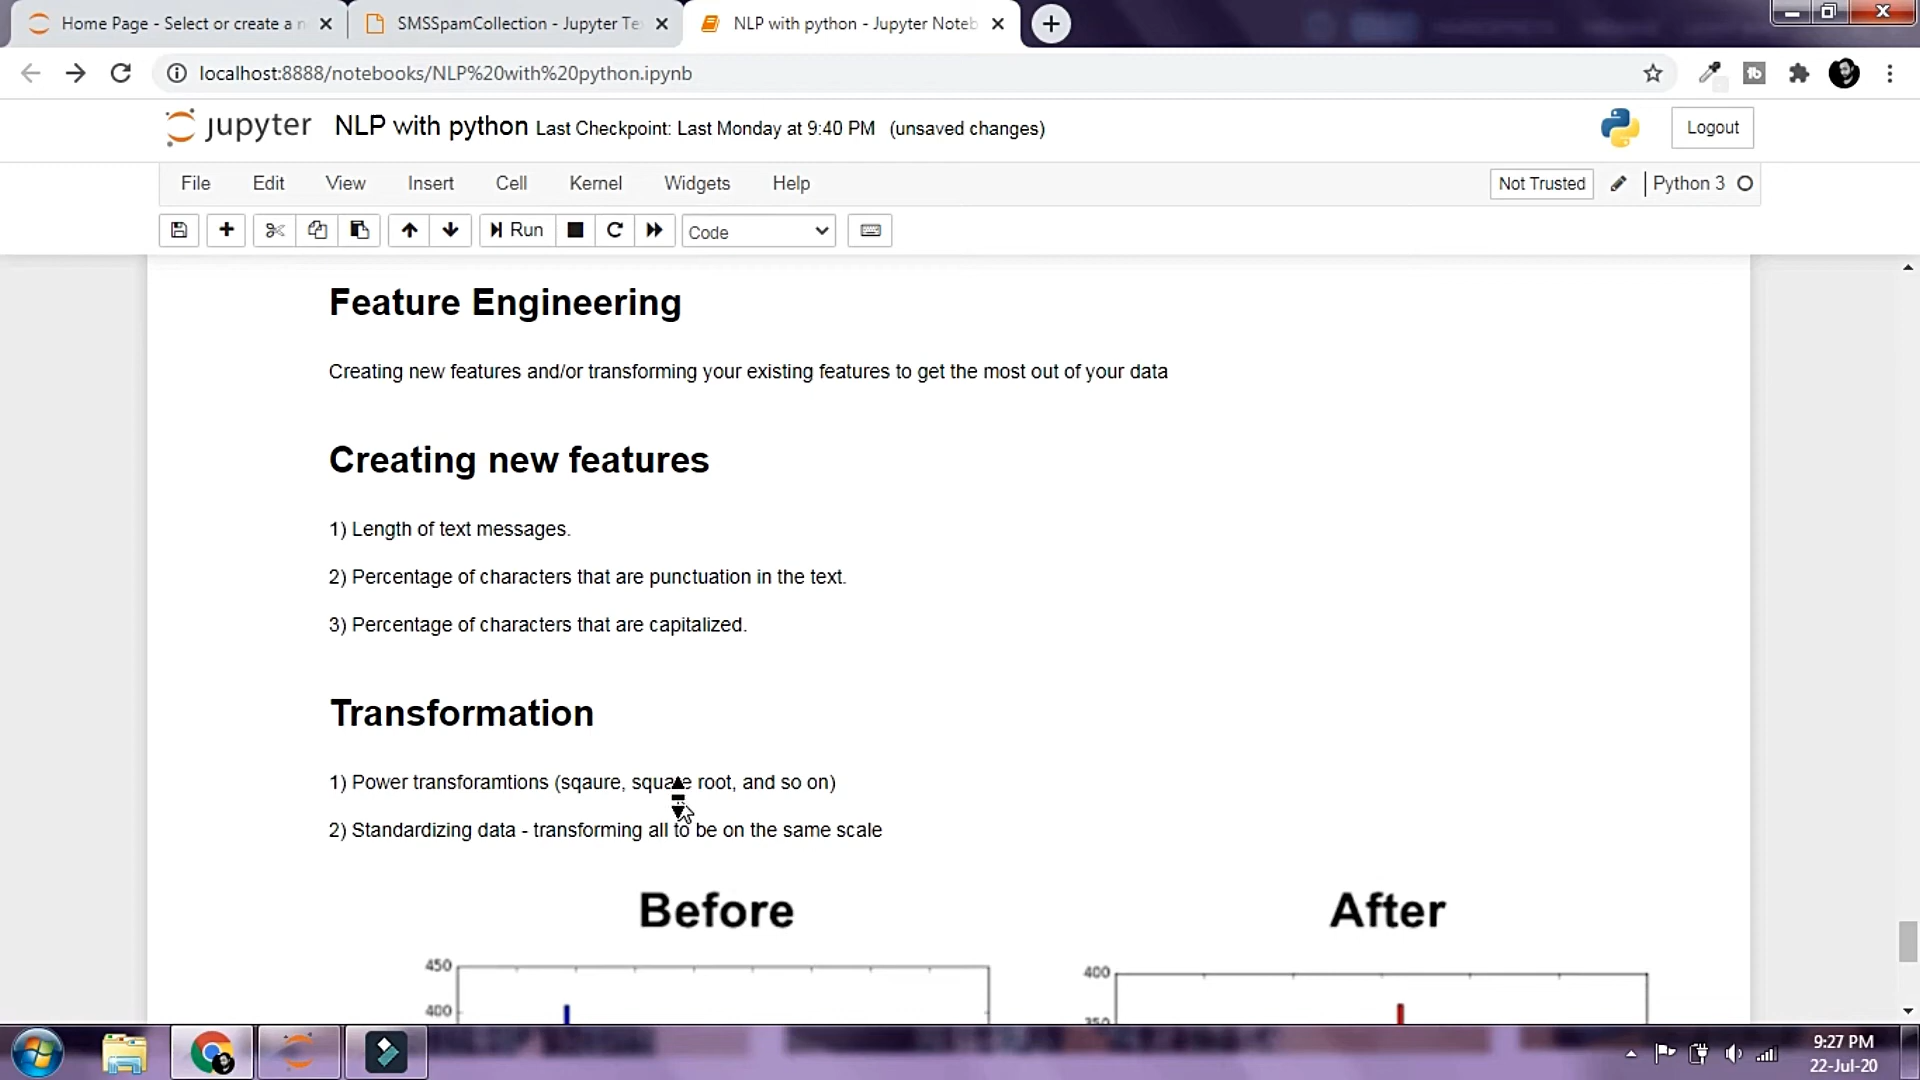 Home Page - Select or create a n
SMSSpamCollection - Jupyter Te
NLP with python - Jupyter Noteb
localhost:8888/notebooks/NLP%20with%20python.ipynb
tb
jupyter NLP with python Last Checkpoint: Last Monday at 9:40 PM (unsaved changes)
Logout
File Edit View Insert Cell Kernel Widgets Help
Not Trusted Python 3
Run Code
Feature Engineering
Creating new features and/or transforming your existing features to get the most out of your data
Creating new features
1) Length of text messages.
2) Percentage of characters that are punctuation in the text.
3) Percentage of characters that are capitalized.
Transformation
1) Power transforamtions (sqaure, square root, and so on)
2) Standardizing data - transforming all to be on the same scale
Before
After
450
400
400
350
9:27 PM
22-Jul-20